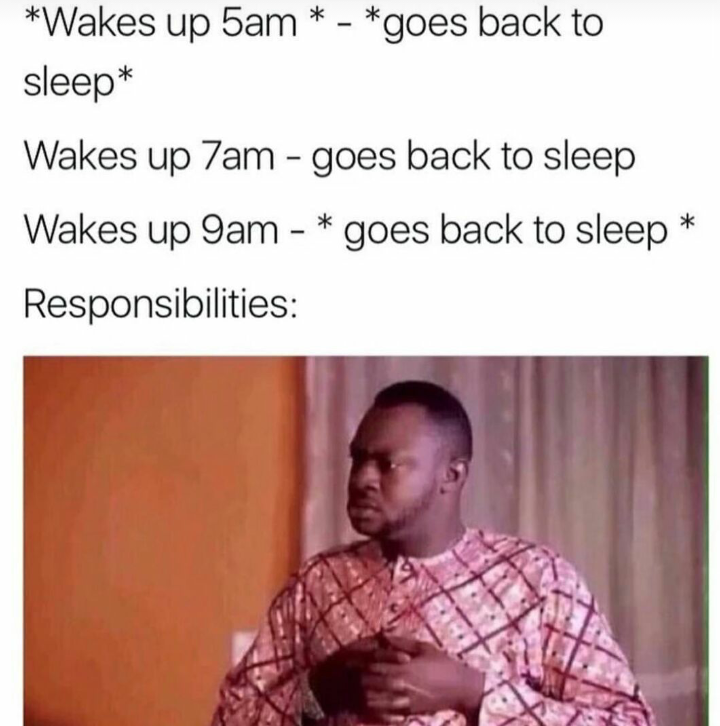 *Wakes up 5am * - *goes back to
sleep*
Wakes up 7am - goes back to sleep
Wakes up 9am - * goes back to sleep *
Responsibilities: